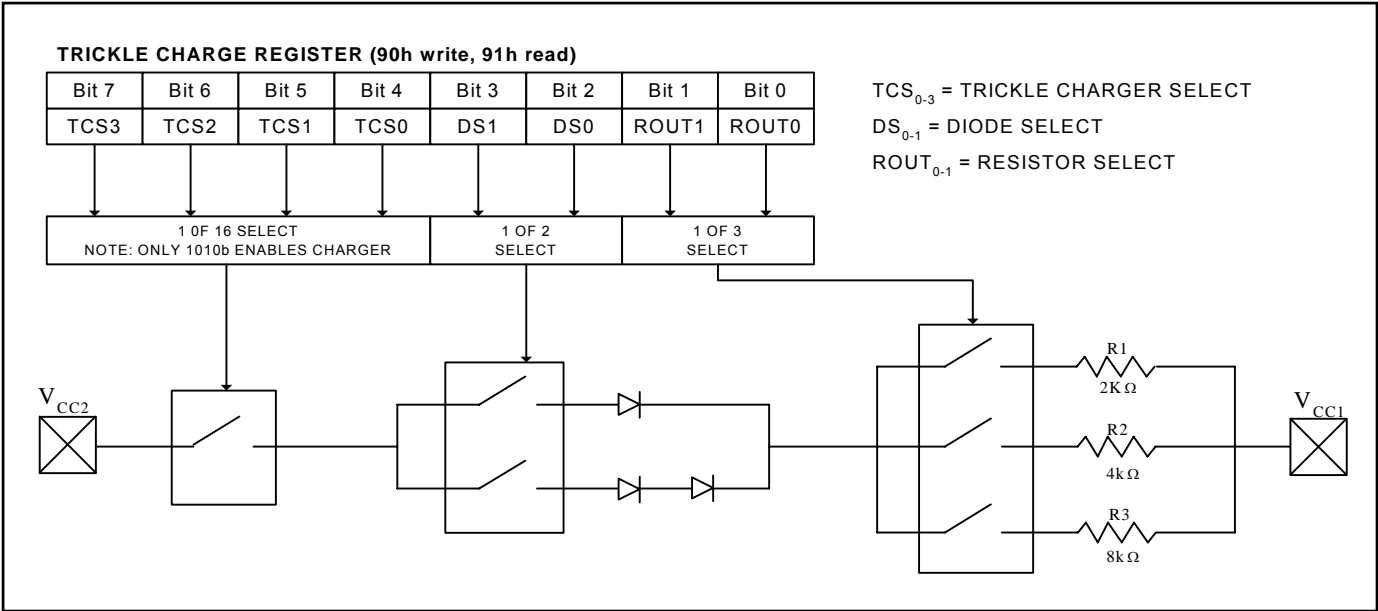 TRICKLE CHARGE REGISTER (90h write, 91h read)
Bit 7 Bit 6 Bit 5 Bit 4 Bit 3 Bit 2 Bit 1 Bit 0
TCS3 TCS2 TCS1 TCS0 DS1 DS0 ROUT1 ROUT0
TCS0-3 = TRICKLE CHARGER SELECT
DS0-1 = DIODE SELECT
ROUT0-1 = RESISTOR SELECT
1 0F 16 SELECT
NOTE: ONLY 1010b ENABLES CHARGER
1 OF 2
SELECT
1 OF 3
SELECT
VCC2
R1
2KΩ
R2
4kΩ
R3
8kΩ
VCC1